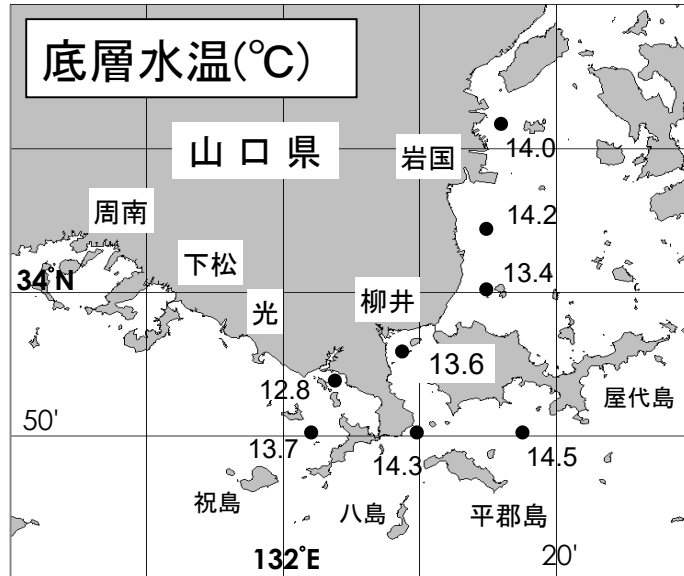 底層水温(℃)
山口県
岩国
14.0
周南
14.2
下松
13.4
34°N
光
柳井
13.6
12.8
屋代島
50'
13.7
14.3
14.5
祝島
八島
平郡島
132°E
20'